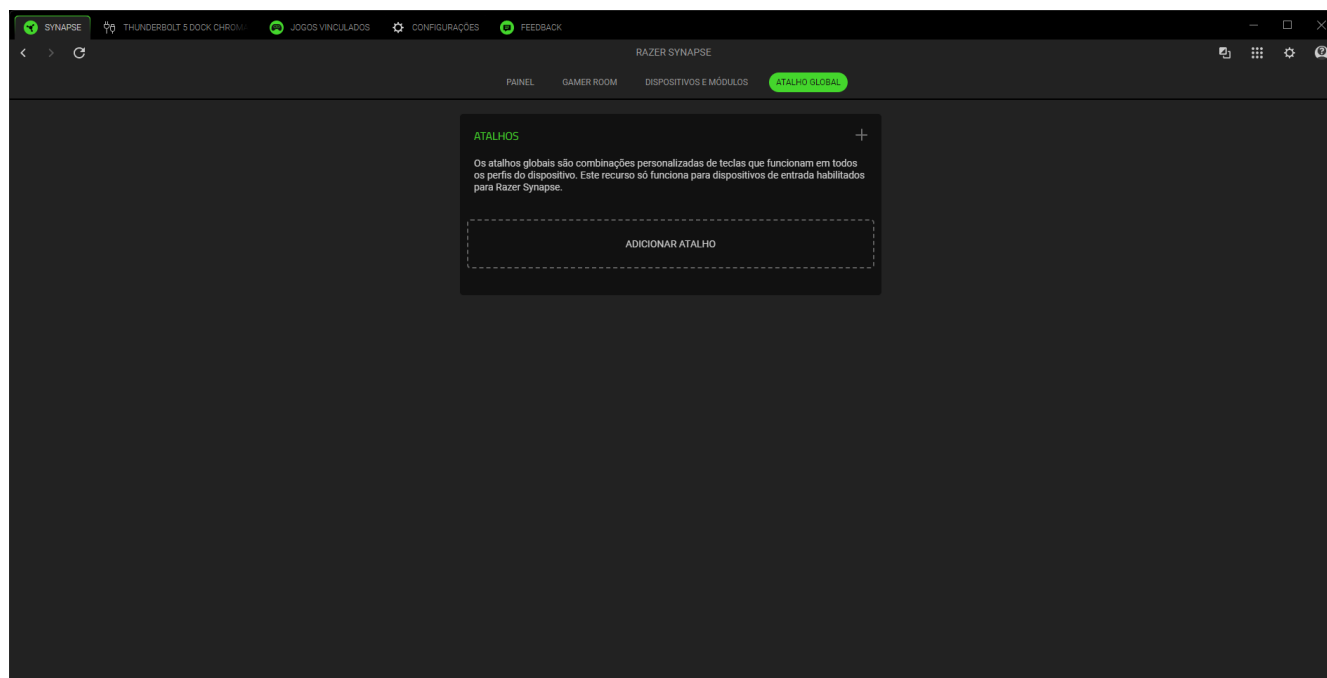 SYNAPSE
THUNDERBOLT 5 DOCK CHROMA
JOGOS VINCULADOS
CONFIGURAÇÕES
FEEDBACK
RAZER SYNAPSE
PAINEL
GAMER ROOM
DISPOSITIVOS E MÓDULOS
ATALHO GLOBAL
ATALHOS
Os atalhos globais são combinações personalizadas de teclas que funcionam em todos
os perfis do dispositivo. Este recurso só funciona para dispositivos de entrada habilitados
para Razer Synapse.
ADICIONAR ATALHO